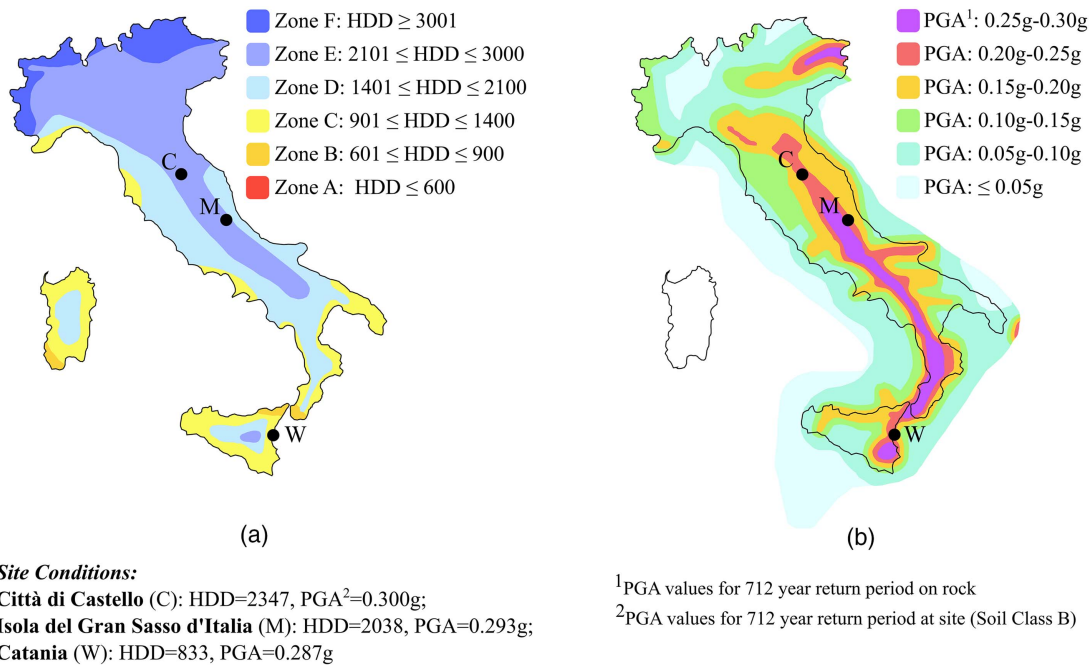 Zone F: HDD ≥ 3001
Zone E: 2101 ≤ HDD ≤ 3000
Zone D: 1401 ≤ HDD ≤ 2100
Zone C: 901 ≤ HDD ≤ 1400
Zone B: 601 ≤ HDD ≤ 900
Zone A: HDD ≤ 600
C
M
W
(a)
PGA¹: 0.25g-0.30g
PGA: 0.20g-0.25g
PGA: 0.15g-0.20g
PGA: 0.10g-0.15g
PGA: 0.05g-0.10g
PGA: ≤ 0.05g
C
M
W
(b)
Site Conditions:
Città di Castello (C): HDD=2347, PGA²=0.300g;
Isola del Gran Sasso d'Italia (M): HDD=2038, PGA=0.293g;
Catania (W): HDD=833, PGA=0.287g
¹PGA values for 712 year return period on rock
²PGA values for 712 year return period at site (Soil Class B)